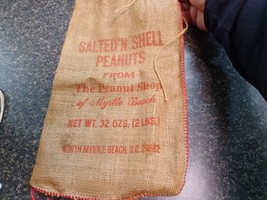 SALTED'N SHELL
PEANUTS
FROM
The Peanut Shop
of Myrtle Beach
NET WT. 32 OZS. (2 LBS.)
NORTH MYRTLE BEACH, S.C. 29582